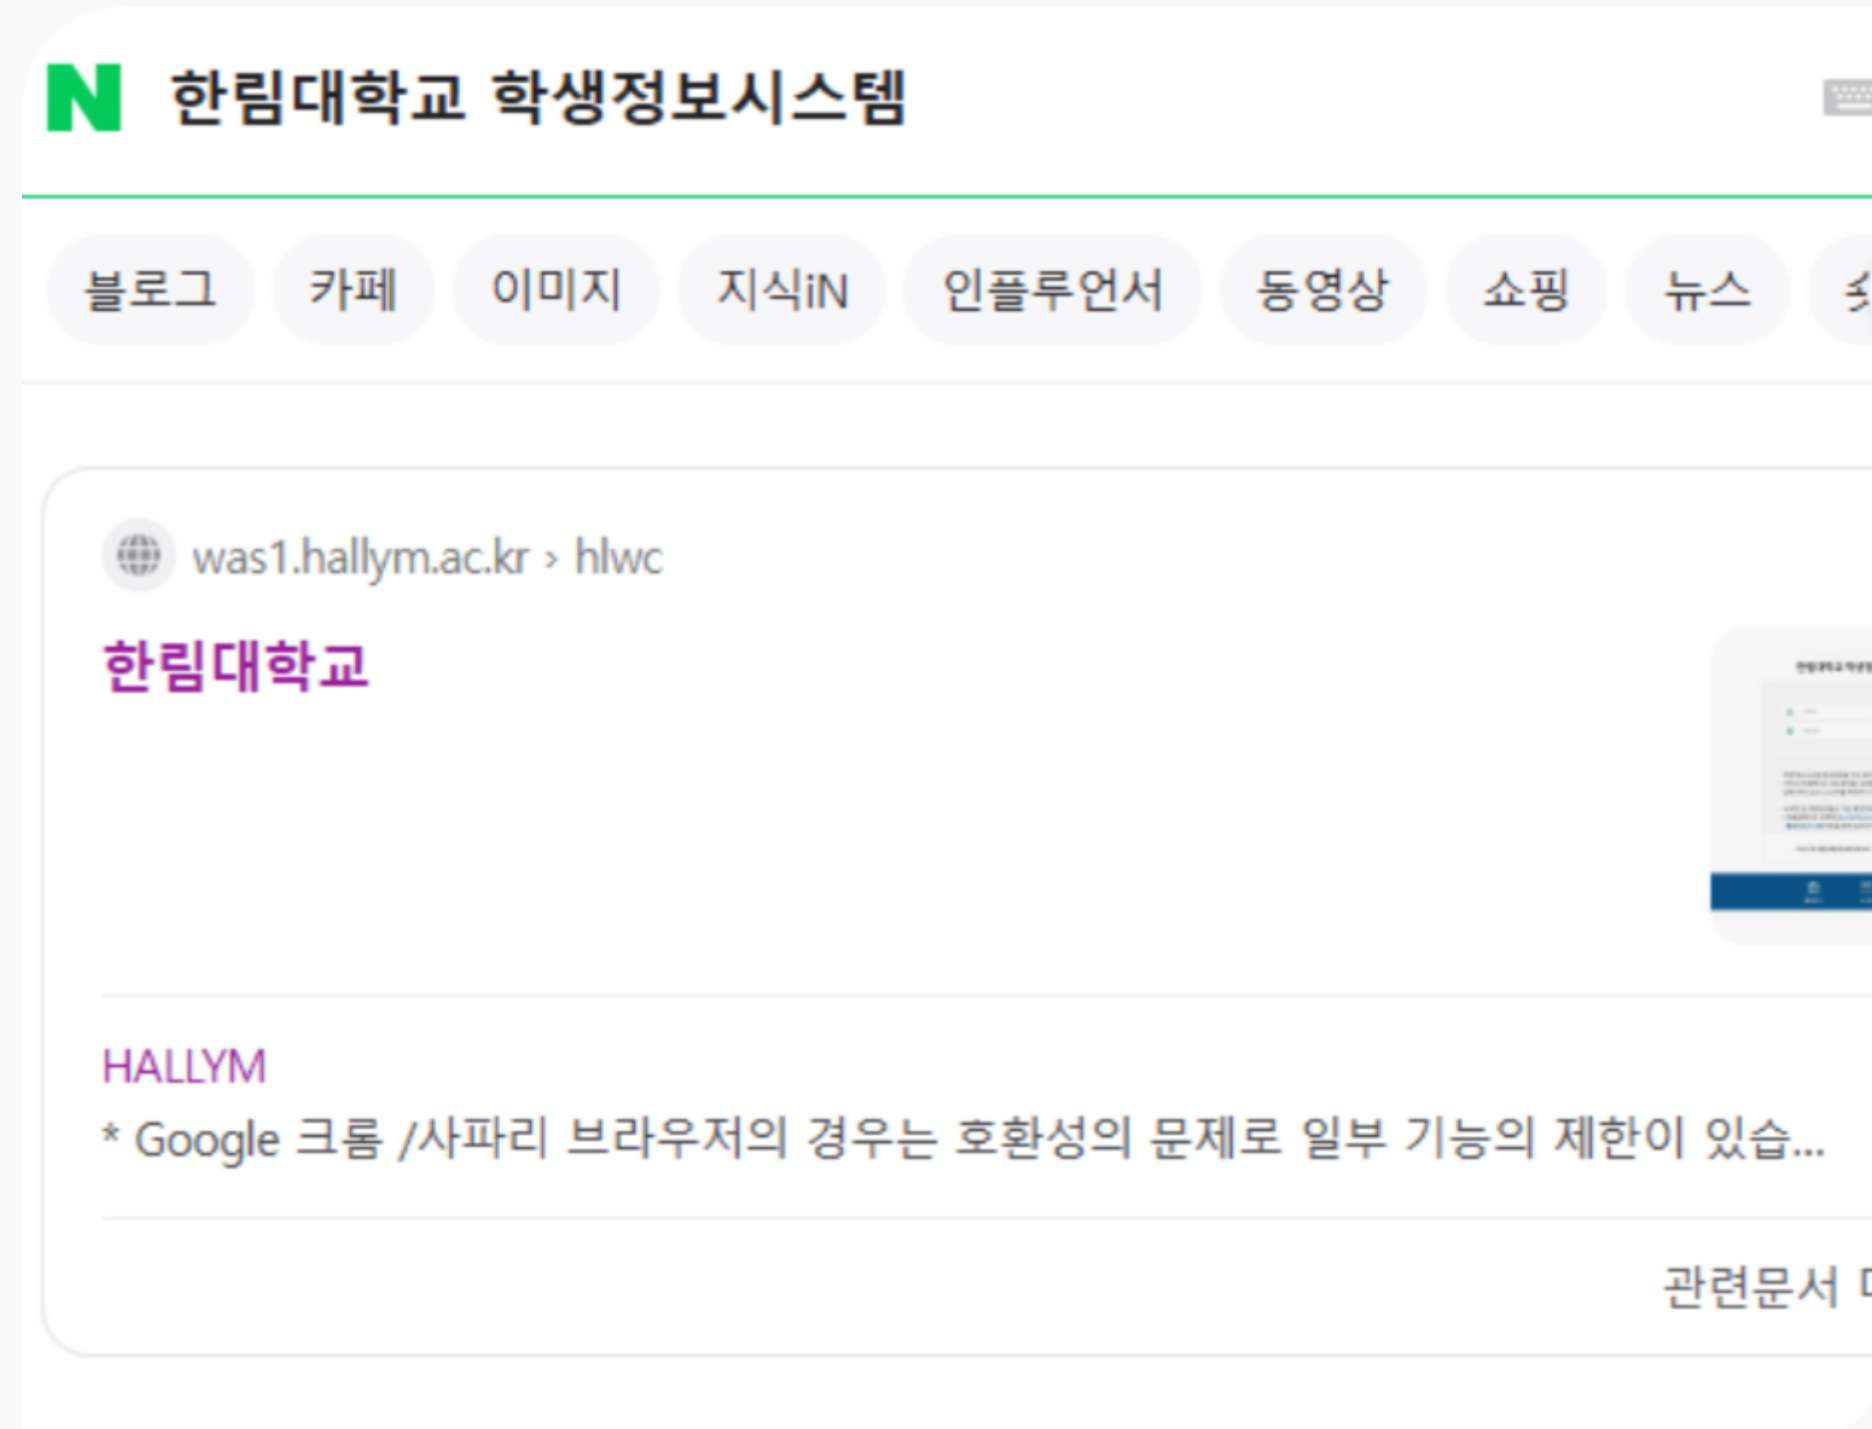 N 한림대학교 학생정보시스템
블로그 카페 이미지 지식iN 인플루언서 동영상 쇼핑 뉴스
was1.hallym.ac.kr › hlwc
한림대학교
HALLYM
* Google 크롬 /사파리 브라우저의 경우는 호환성의 문제로 일부 기능의 제한이 있습...
관련문서